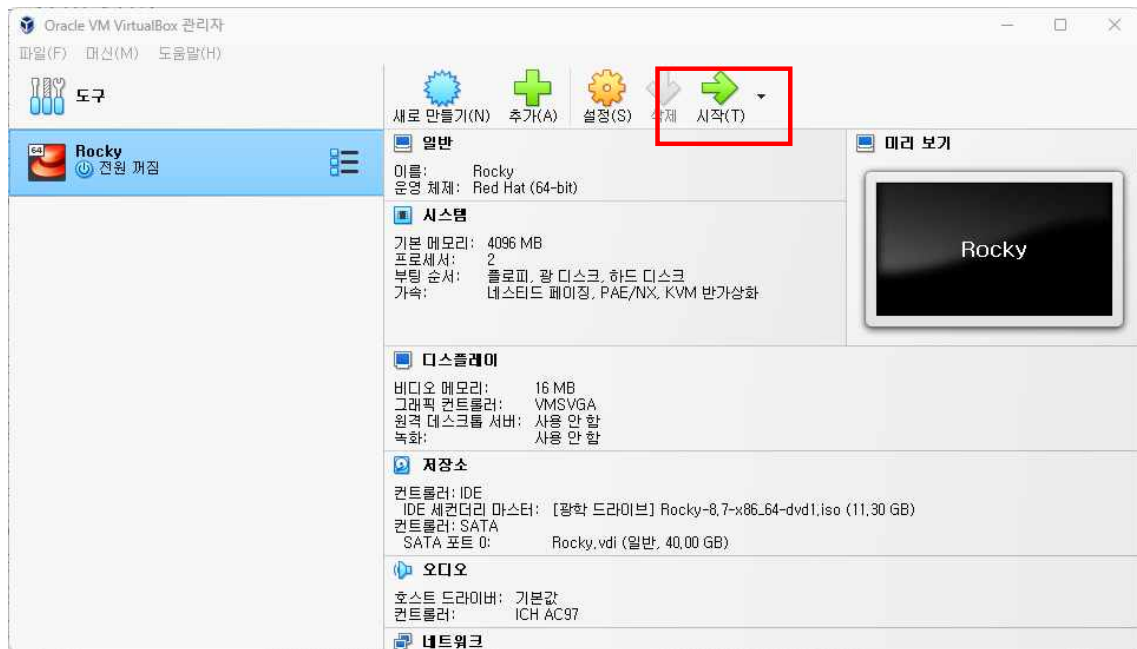 Oracle VM VirtualBox 관리자
파일(F) 머신(M) 도움말(H)
도구
새로 만들기(N) 추가(A) 설정(S) 삭제 시작(T)
64
Rocky
전원 꺼짐
일반
이름: Rocky
운영 체제: Red Hat (64-bit)
미리 보기
Rocky
시스템
기본 메모리: 4096 MB
프로세서: 2
부팅 순서: 플로피, 광 디스크, 하드 디스크
가속: 네스티드 페이징, PAE/NX, KVM 반가상화
디스플레이
비디오 메모리: 16 MB
그래픽 컨트롤러: VMSVGA
원격 데스크톱 서버: 사용 안 함
녹화: 사용 안 함
저장소
컨트롤러: IDE
IDE 세컨더리 마스터: [광학 드라이브] Rocky-8.7-x86_64-dvd1.iso (11.30 GB)
컨트롤러: SATA
SATA 포트 0: Rocky.vdi (일반, 40.00 GB)
오디오
호스트 드라이버: 기본값
컨트롤러: ICH AC97
네트워크